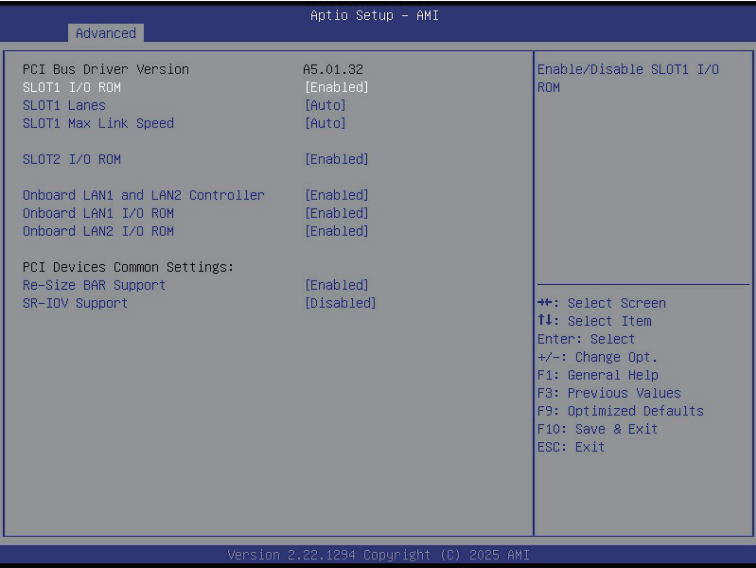 Aptio Setup – AMI
Advanced
PCI Bus Driver Version A5.01.32
SLOT1 I/O ROM [Enabled]
SLOT1 Lanes [Auto]
SLOT1 Max Link Speed [Auto]
SLOT2 I/O ROM [Enabled]
Onboard LAN1 and LAN2 Controller [Enabled]
Onboard LAN1 I/O ROM [Enabled]
Onboard LAN2 I/O ROM [Enabled]
PCI Devices Common Settings:
Re-Size BAR Support [Enabled]
SR-IOV Support [Disabled]
Enable/Disable SLOT1 I/O
ROM
→←: Select Screen
↑↓: Select Item
Enter: Select
+/-: Change Opt.
F1: General Help
F3: Previous Values
F9: Optimized Defaults
F10: Save & Exit
ESC: Exit
Version 2.22.1294 Copyright (C) 2025 AMI